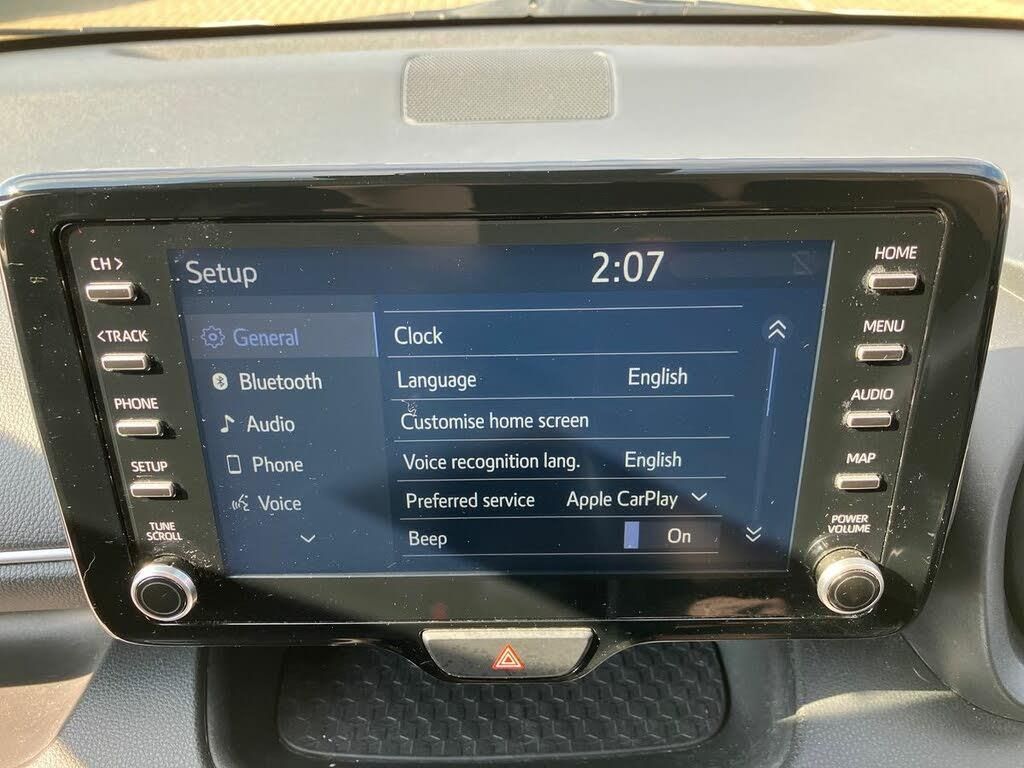 CH >
< TRACK
PHONE
SETUP
TUNE
SCROLL
Setup
2:07
General
Bluetooth
Audio
Phone
Voice
Clock
Language English
Customise home screen
Voice recognition lang. English
Preferred service Apple CarPlay
Beep On
HOME
MENU
AUDIO
MAP
POWER
VOLUME